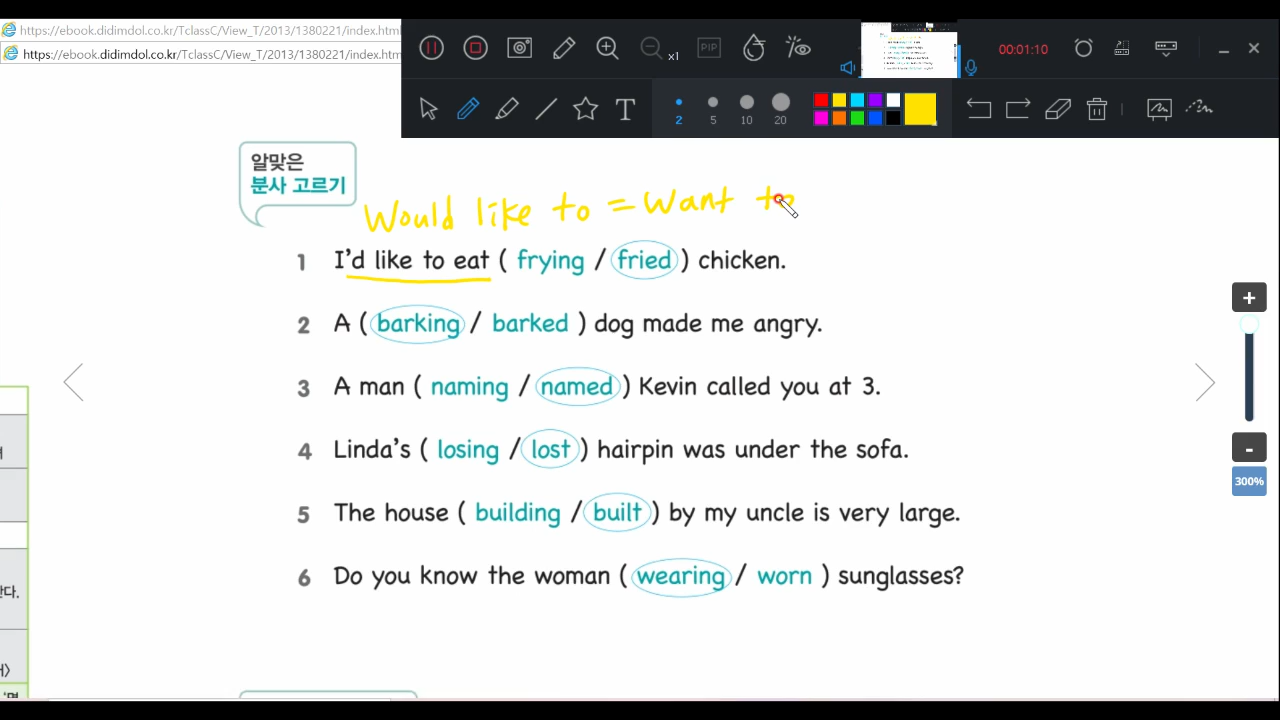 https://ebook.didimdol.co.kr/TclassC/View_T/2013/1380221/index.html
https://ebook.didimdol.co.kr/TclassC/View_T/2013/1380221/index.html
x1
PIP
00:01:10
T
2 5 10 20
알맞은
분사 고르기
Would like to = want to
1 I'd like to eat ( frying / fried ) chicken.
2 A ( barking / barked ) dog made me angry.
3 A man ( naming / named ) Kevin called you at 3.
4 Linda's ( losing / lost ) hairpin was under the sofa.
5 The house ( building / built ) by my uncle is very large.
6 Do you know the woman ( wearing / worn ) sunglasses?
+
-
300%